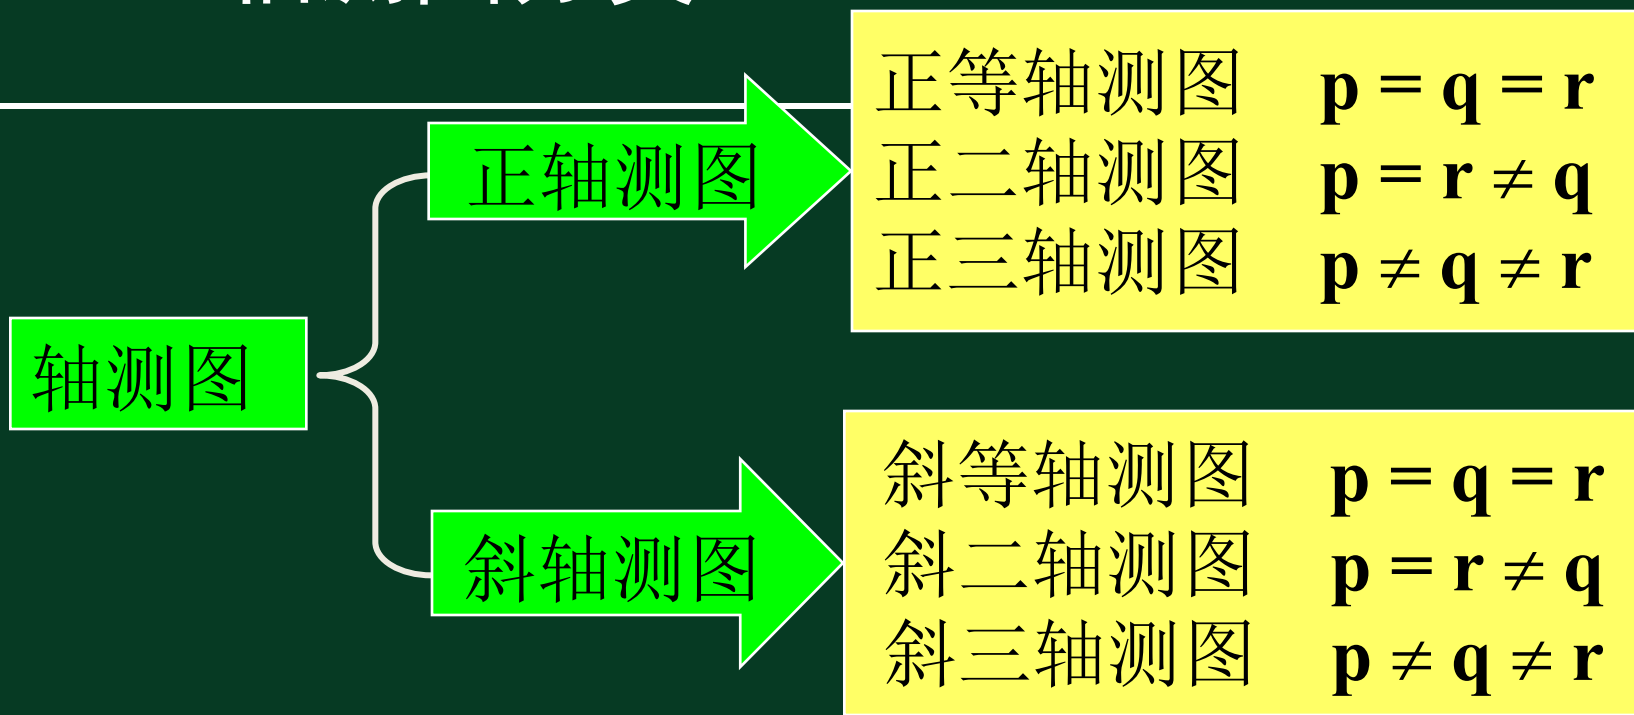 正等轴测图 p = q = r
正二轴测图 p = r ≠ q
正三轴测图 p ≠ q ≠ r
正轴测图
轴测图
斜等轴测图 p = q = r
斜二轴测图 p = r ≠ q
斜三轴测图 p ≠ q ≠ r
斜轴测图